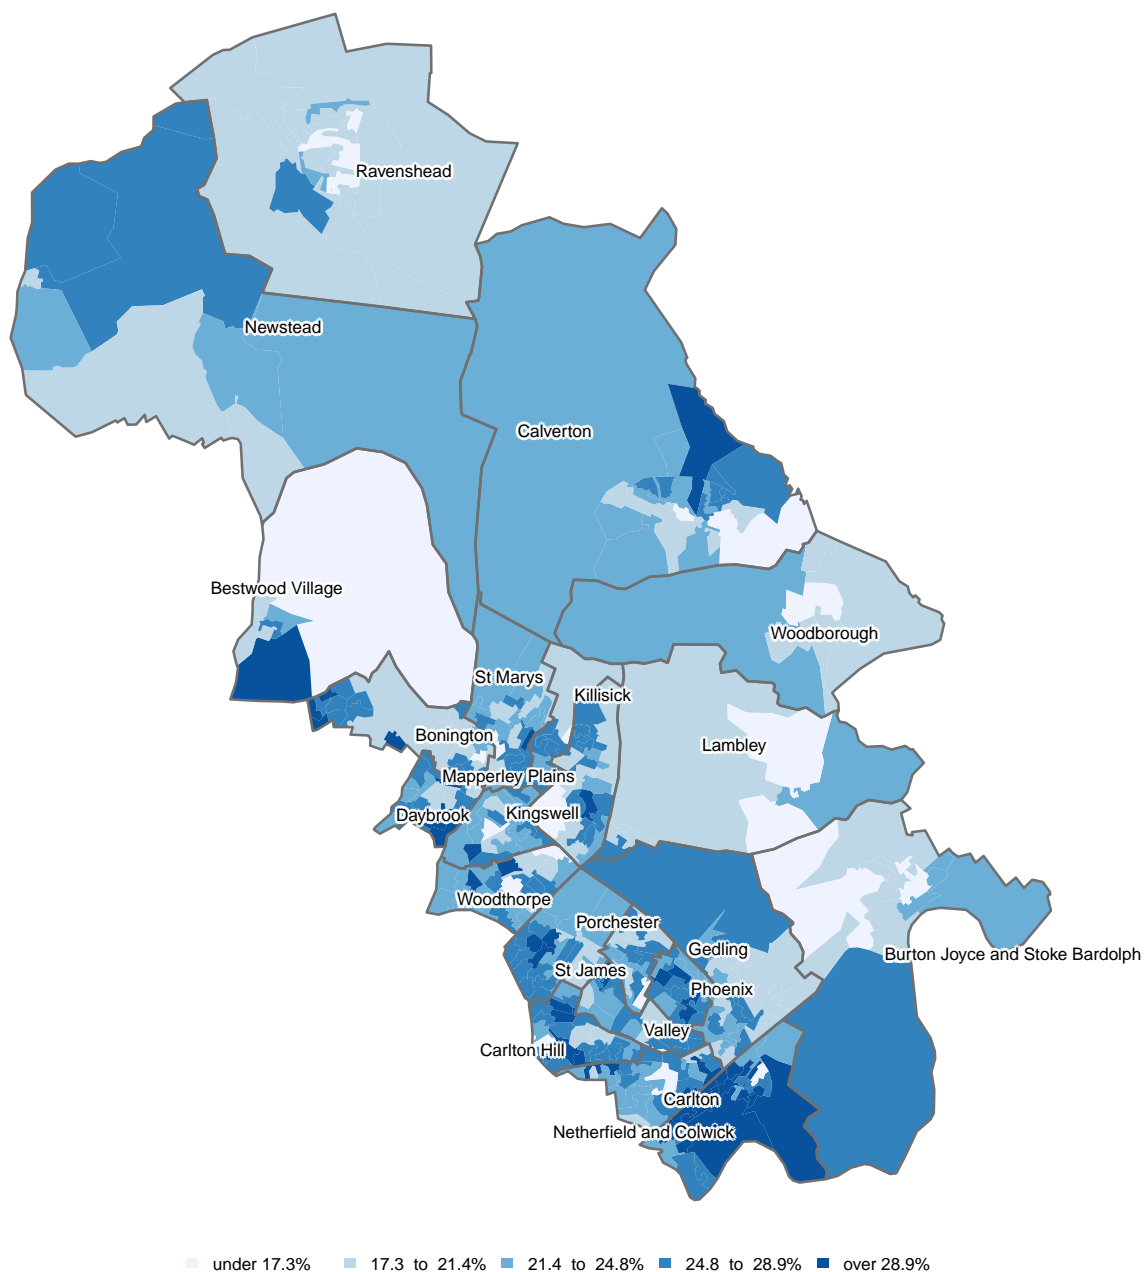 Ravenshead
Newstead
Calverton
Bestwood Village
Woodborough
St Marys
Killisick
Bonington
Lambley
Mapperley Plains
Daybrook
Kingswell
Woodthorpe
Porchester
Gedling
Burton Joyce and Stoke Bardolph
St James
Phoenix
Valley
Carlton Hill
Carlton
Netherfield and Colwick
under 17.3% 17.3 to 21.4% 21.4 to 24.8% 24.8 to 28.9% over 28.9%